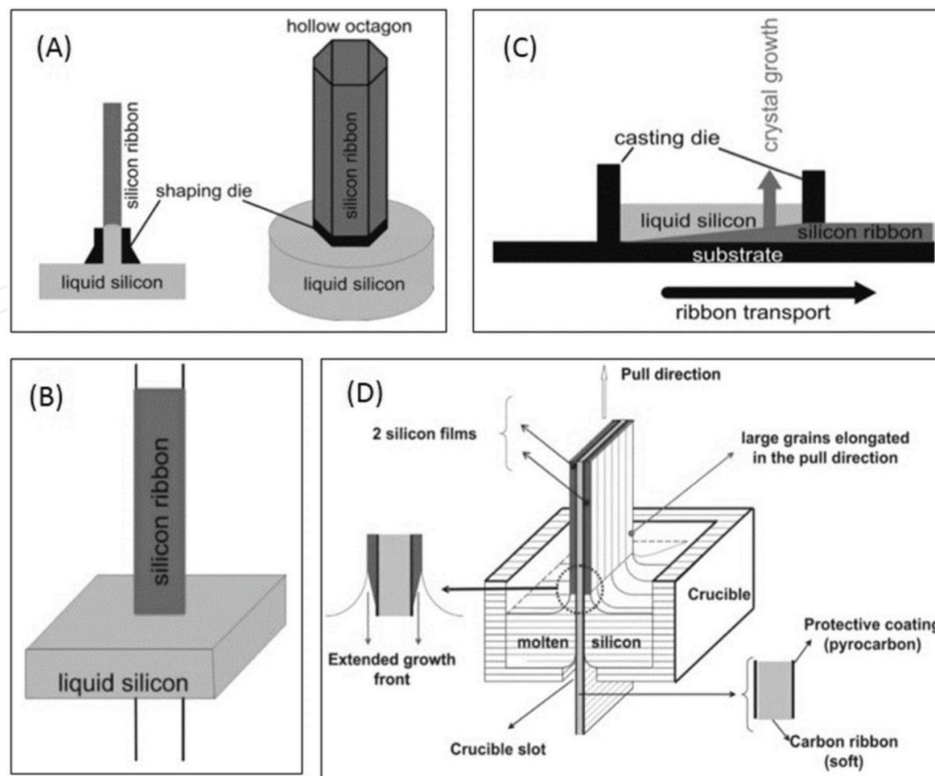 (A)
hollow octagon
silicon ribbon
silicon ribbon
shaping die
liquid silicon
liquid silicon
(C)
crystal growth
casting die
liquid silicon
silicon ribbon
substrate
ribbon transport
(B)
silicon ribbon
liquid silicon
(D)
Pull direction
2 silicon films
large grains elongated
in the pull direction
Crucible
molten silicon
Extended growth
front
Protective coating
(pyrocarbon)
Crucible slot
Carbon ribbon
(soft)